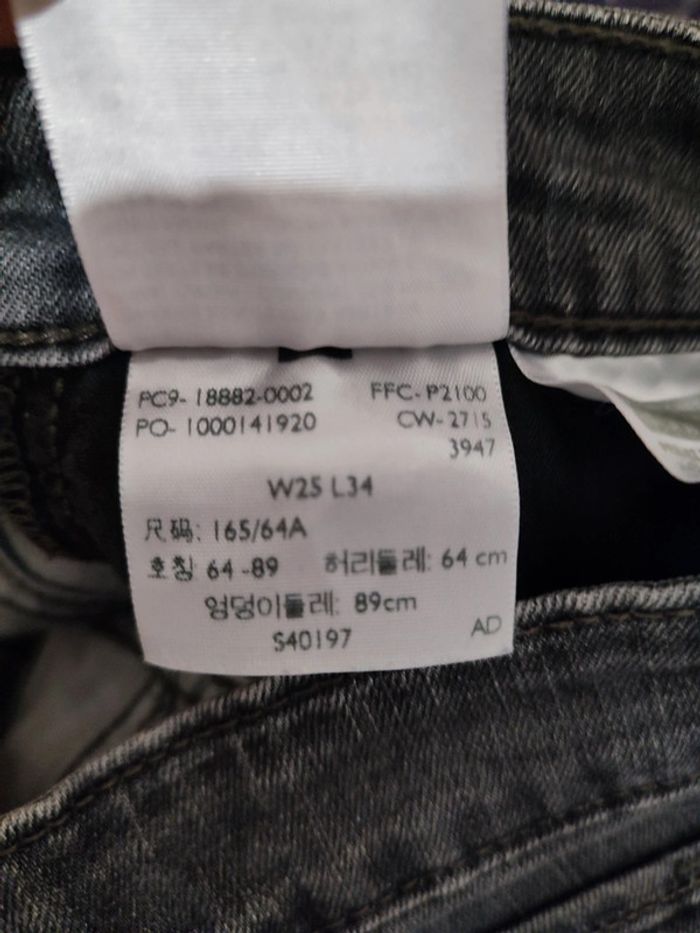 PC9- 18882-0002 FFC- P2100
PO- 1000141920 CW- 2715
3947
W25 L34
尺码: 165/64A
호칭 64 -89 허리둘레: 64 cm
엉덩이둘레: 89cm
S40197 AD